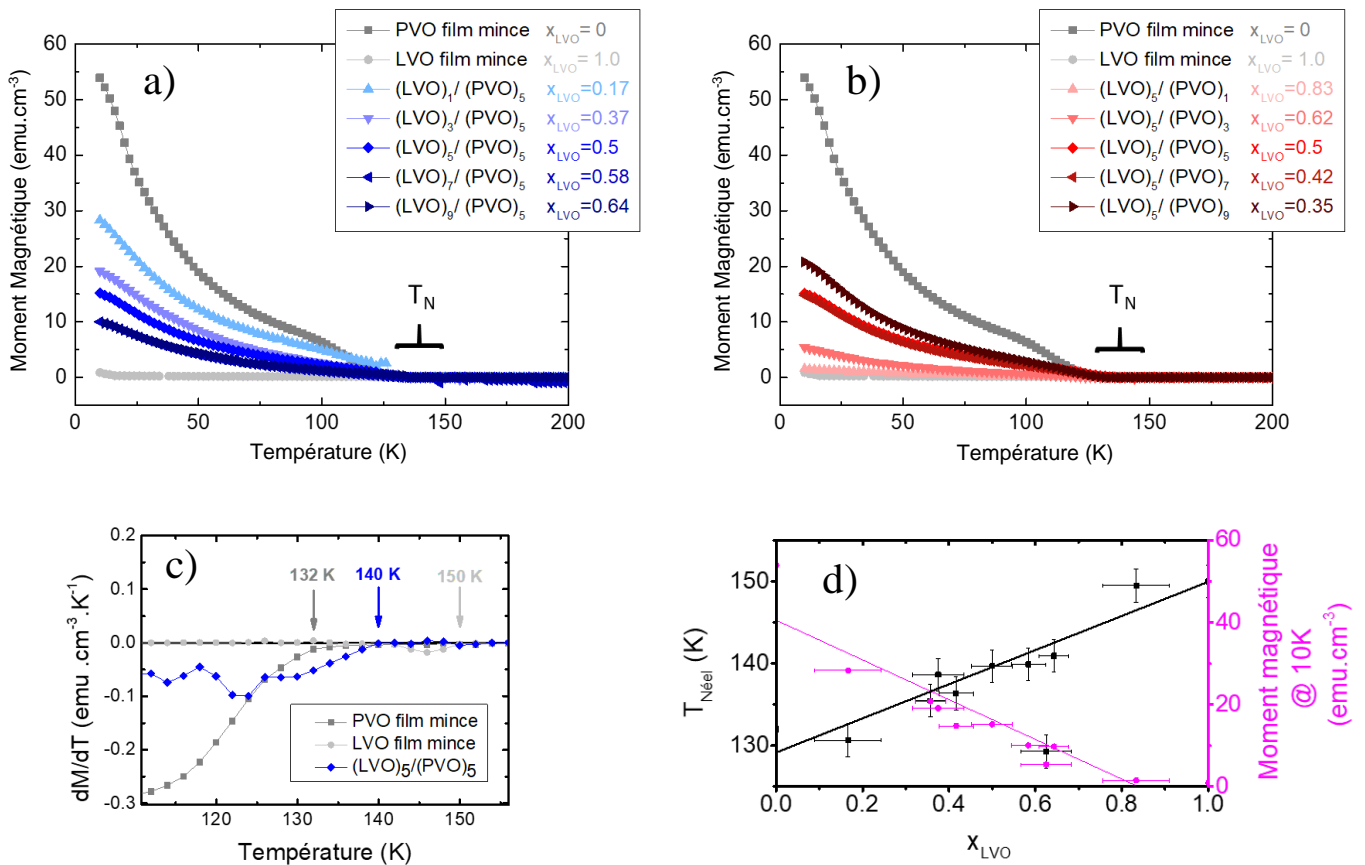 a)
PVO film mince x_LVO= 0
LVO film mince x_LVO= 1.0
(LVO)₁/ (PVO)₅ x_LVO=0.17
(LVO)₃/ (PVO)₅ x_LVO=0.37
(LVO)₅/ (PVO)₅ x_LVO=0.5
(LVO)₇/ (PVO)₅ x_LVO=0.58
(LVO)₉/ (PVO)₅ x_LVO=0.64
60
50
40
30
20
10
0
Moment Magnétique (emu.cm⁻³)
T_N
0 50 100 150 200
Température (K)
b)
PVO film mince x_LVO= 0
LVO film mince x_LVO= 1.0
(LVO)₅/ (PVO)₁ x_LVO=0.83
(LVO)₅/ (PVO)₃ x_LVO=0.62
(LVO)₅/ (PVO)₅ x_LVO=0.5
(LVO)₅/ (PVO)₇ x_LVO=0.42
(LVO)₅/ (PVO)₉ x_LVO=0.35
60
50
40
30
20
10
0
Moment Magnétique (emu.cm⁻³)
T_N
0 50 100 150 200
Température (K)
c)
132 K 140 K 150 K
0.2
0.1
0.0
-0.1
-0.2
-0.3
dM/dT (emu .cm⁻³.K⁻¹)
PVO film mince
LVO film mince
(LVO)5/(PVO)5
120 130 140 150
Température (K)
d)
150
140
130
T_Néel (K)
60
40
20
0
Moment magnétique
@ 10K
(emu.cm⁻³)
0.0 0.2 0.4 0.6 0.8 1.0
x_LVO